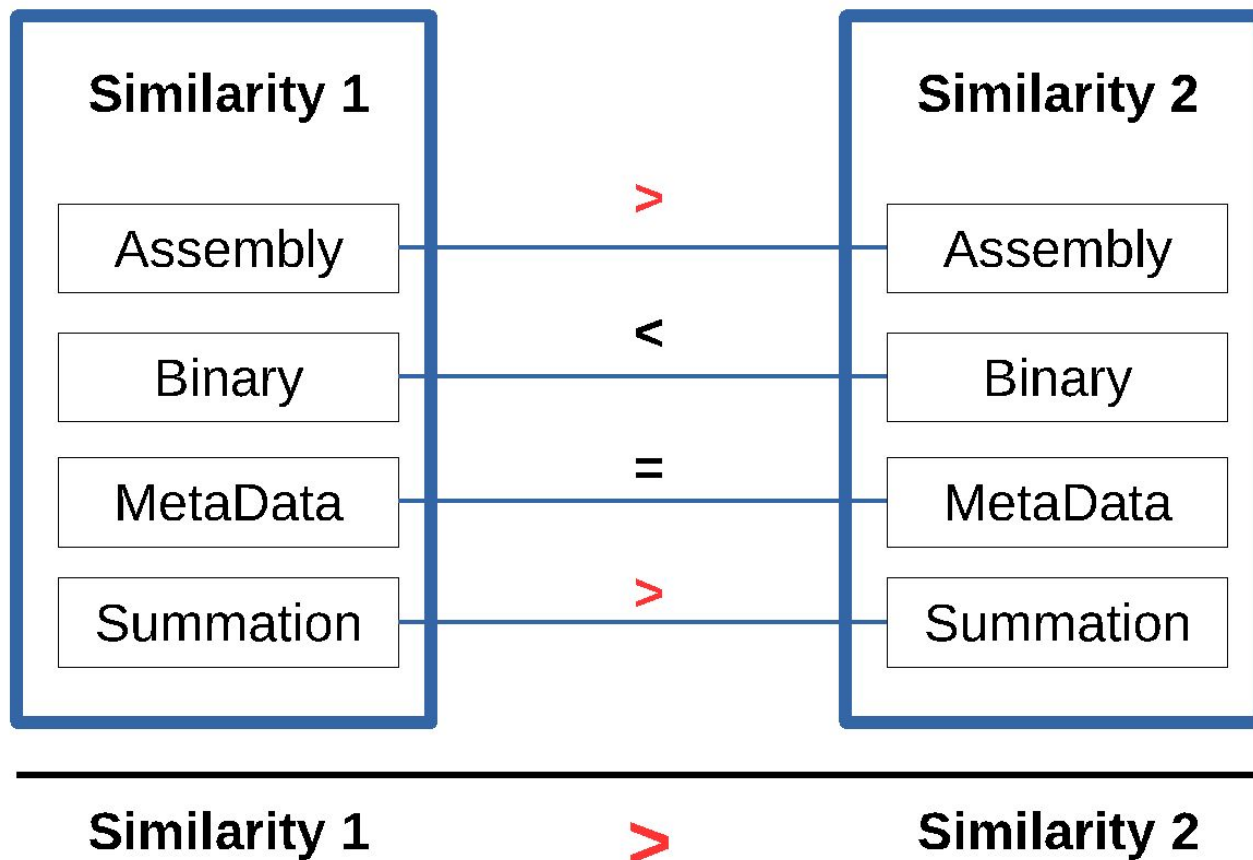 Similarity 1 Similarity 2
>
Assembly Assembly
<
Binary Binary
=
MetaData MetaData
>
Summation Summation
Similarity 1 > Similarity 2